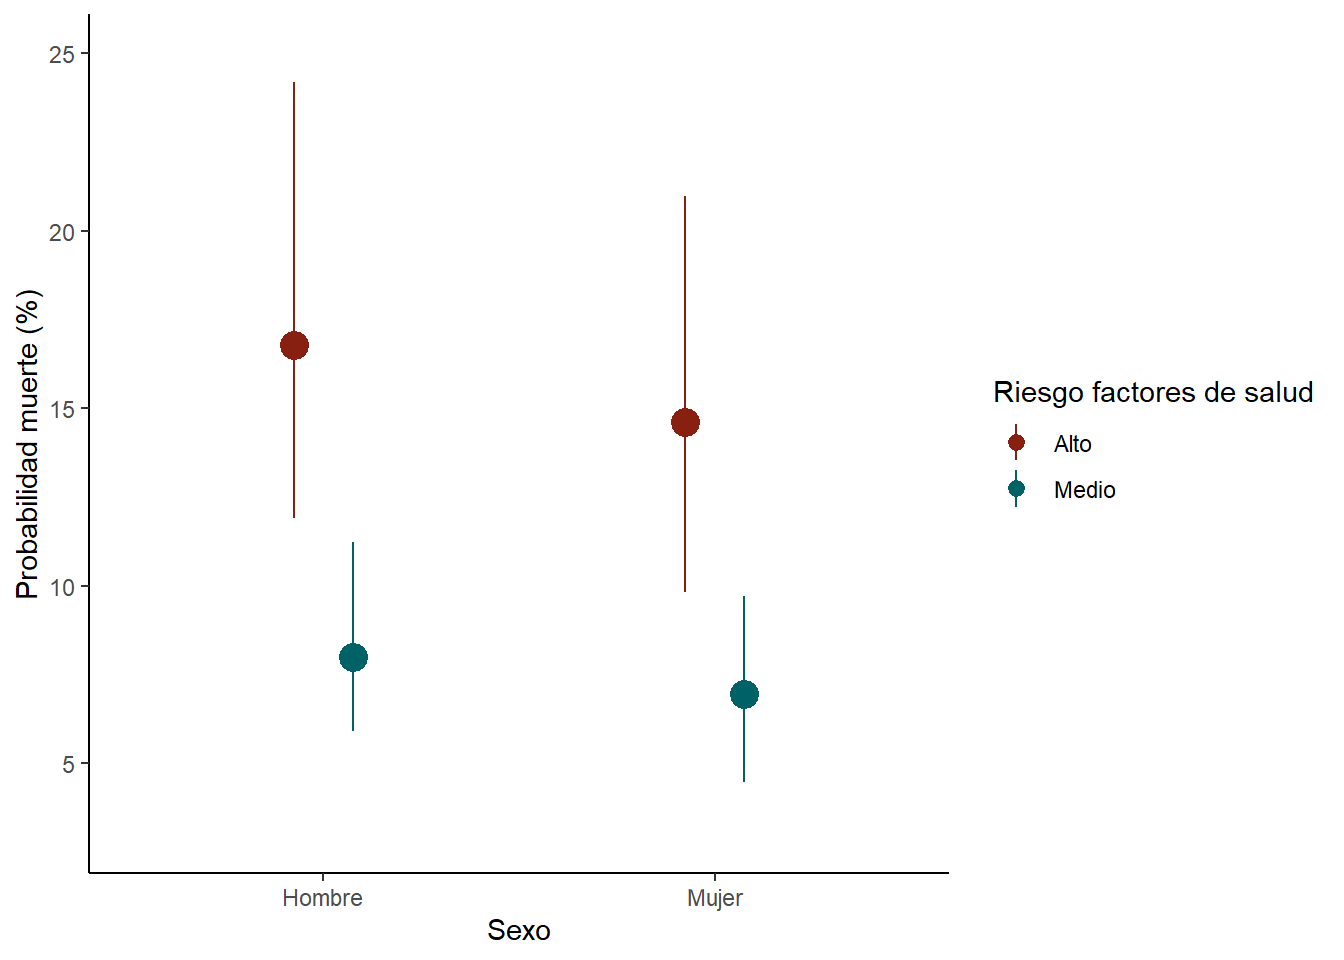 Probabilidad muerte (%)
25
20
15
10
5
Hombre
Mujer
Sexo
Riesgo factores de salud
Alto
Medio